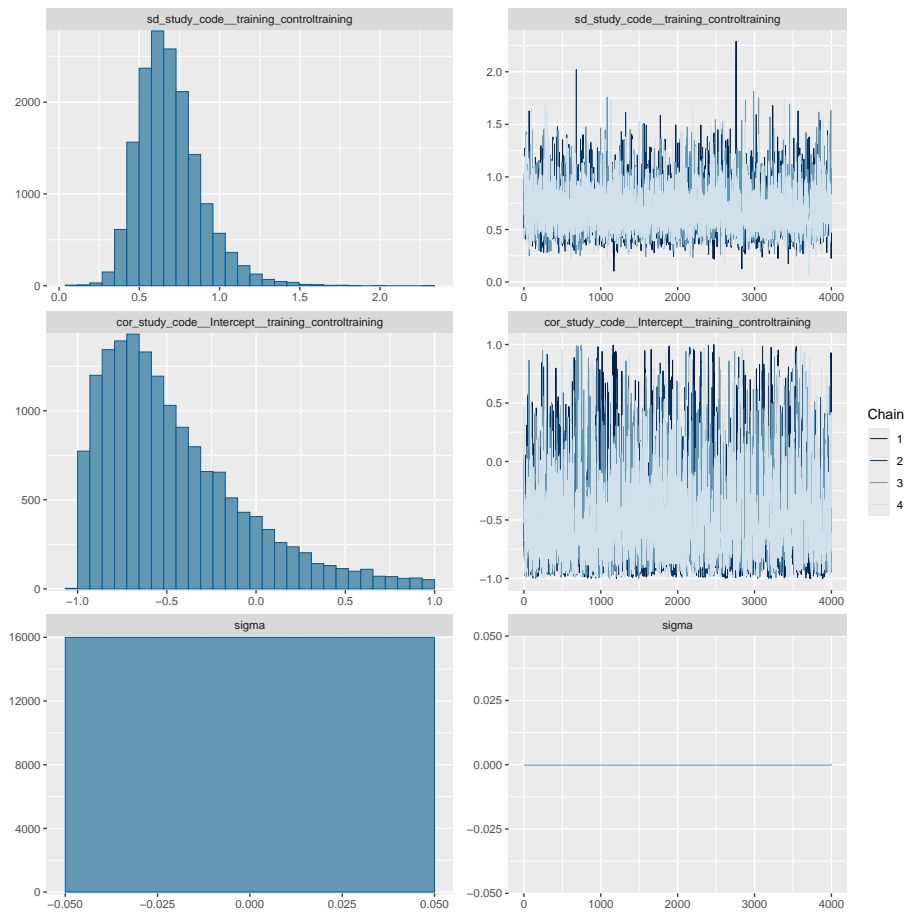 sd_study_code__training_controltraining
2000
1000
0
0.0 0.5 1.0 1.5 2.0
sd_study_code__training_controltraining
2.0
1.5
1.0
0.5
0.0
0 1000 2000 3000 4000
cor_study_code__Intercept__training_controltraining
1000
500
0
−1.0 −0.5 0.0 0.5 1.0
cor_study_code__Intercept__training_controltraining
1.0
0.5
0.0
−0.5
−1.0
0 1000 2000 3000 4000
Chain
1
2
3
4
sigma
16000
12000
8000
4000
0
−0.050 −0.025 0.000 0.025 0.050
sigma
0.050
0.025
0.000
−0.025
−0.050
0 1000 2000 3000 4000